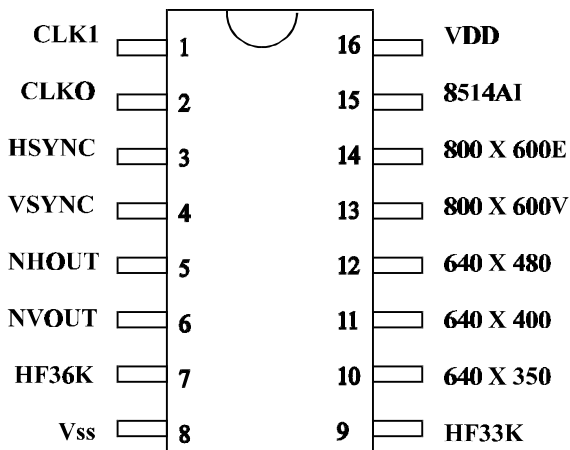 CLK1 1 16 VDD
CLKO 2 15 8514AI
HSYNC 3 14 800 X 600E
VSYNC 4 13 800 X 600V
NHOUT 5 12 640 X 480
NVOUT 6 11 640 X 400
HF36K 7 10 640 X 350
Vss 8 9 HF33K